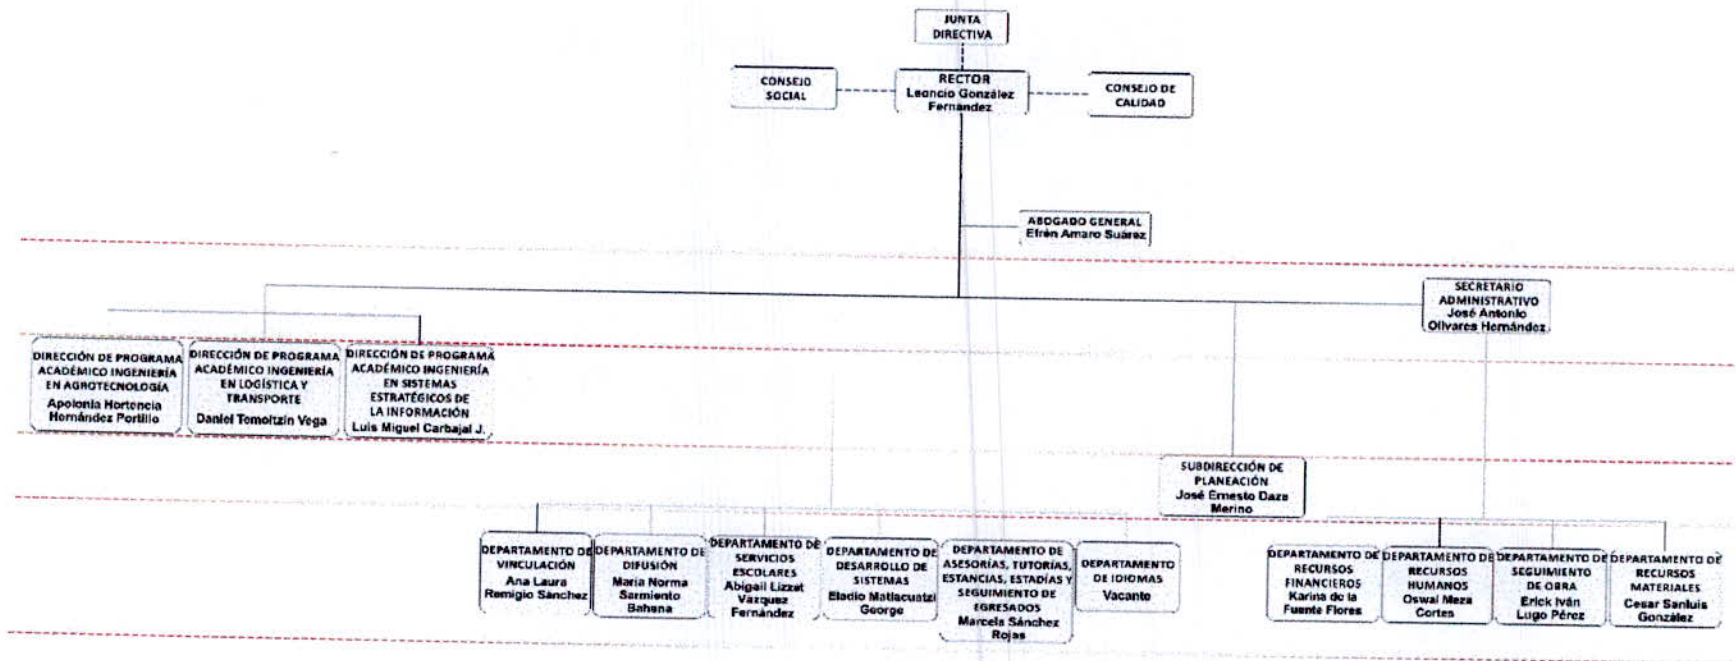 JUNTA
DIRECTIVA
CONSEJO
SOCIAL
RECTOR
Leoncio González
Fernández
CONSEJO DE
CALIDAD
ABOGADO GENERAL
Efrén Amaro Suárez
SECRETARIO
ADMINISTRATIVO
José Antonio
Olivares Hernández
DIRECCIÓN DE PROGRAMA
ACADÉMICO INGENIERÍA
EN AGROTECNOLOGÍA
Apolonia Hortencia
Hernández Portillo
DIRECCIÓN DE PROGRAMA
ACADÉMICO INGENIERÍA
EN LOGÍSTICA Y
TRANSPORTE
Daniel Temoltzin Vega
DIRECCIÓN DE PROGRAMA
ACADÉMICO INGENIERÍA
EN SISTEMAS
ESTRATÉGICOS DE
LA INFORMACIÓN
Luis Miguel Carbajal J.
SUBDIRECCIÓN DE
PLANEACIÓN
José Ernesto Daza
Merino
DEPARTAMENTO DE
VINCULACIÓN
Ana Laura
Remigio Sánchez
DEPARTAMENTO DE
DIFUSIÓN
María Norma
Sarmiento
Bahena
DEPARTAMENTO DE
SERVICIOS
ESCOLARES
Abigail Lizzet
Vázquez
Fernández
DEPARTAMENTO DE
DESARROLLO DE
SISTEMAS
Eladio Matlacuatzi
George
DEPARTAMENTO DE
ASESORÍAS, TUTORÍAS,
ESTANCIAS, ESTADÍAS Y
SEGUIMIENTO DE
EGRESADOS
Marcela Sánchez
Rojas
DEPARTAMENTO
DE IDIOMAS
Vacante
DEPARTAMENTO DE
RECURSOS
FINANCIEROS
Karina de la
Fuente Flores
DEPARTAMENTO DE
RECURSOS
HUMANOS
Oswal Meza
Cortes
DEPARTAMENTO DE
SEGUIMIENTO
DE OBRA
Erick Iván
Lugo Pérez
DEPARTAMENTO DE
RECURSOS
MATERIALES
Cesar Sanluis
González